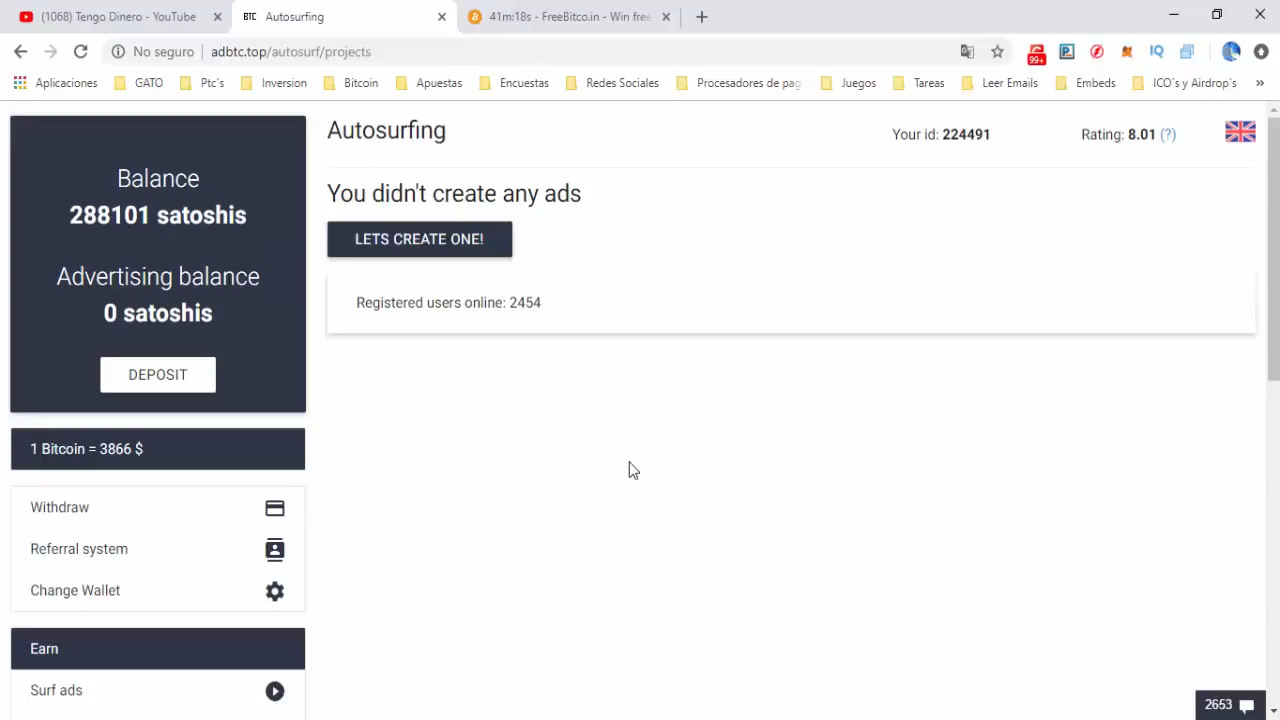 (1068) Tengo Dinero - YouTube
BTC Autosurfing
41m:18s - FreeBitco.in - Win free
No seguro
adbtc.top/autosurf/projects
99+
IQ
Aplicaciones
GATO
Ptc´s
Inversion
Bitcoin
Apuestas
Encuestas
Redes Sociales
Procesadores de pag
Juegos
Tareas
Leer Emails
Embeds
ICO´s y Airdrop´s
»
Balance
288101 satoshis
Advertising balance
0 satoshis
DEPOSIT
1 Bitcoin = 3866 $
Withdraw
Referral system
Change Wallet
Earn
Surf ads
Autosurfing
Your id: 224491
Rating: 8.01 (?)
You didn't create any ads
LETS CREATE ONE!
Registered users online: 2454
2653